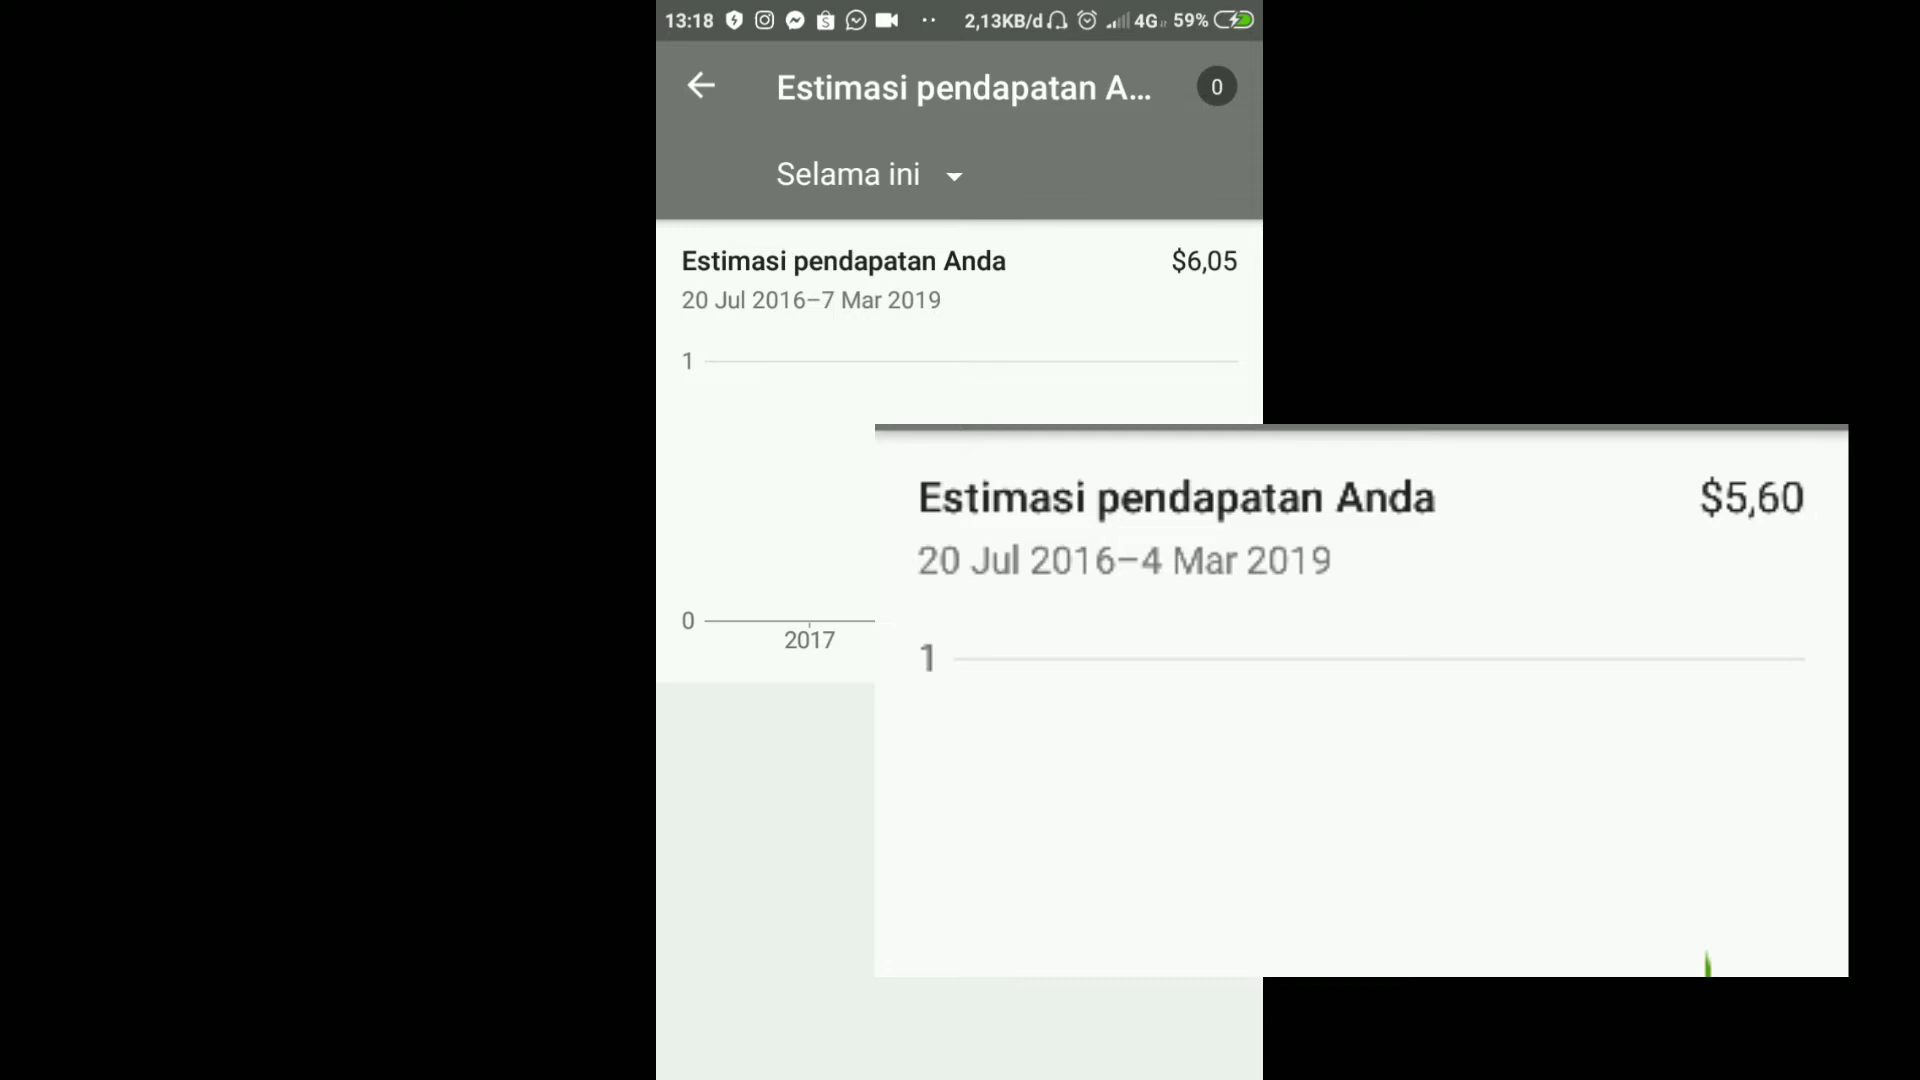 13:18 2,13KB/d 4G 59%
Estimasi pendapatan A... 0
Selama ini
Estimasi pendapatan Anda $6,05
20 Jul 2016–7 Mar 2019
1
0
2017
Estimasi pendapatan Anda $5,60
20 Jul 2016–4 Mar 2019
1